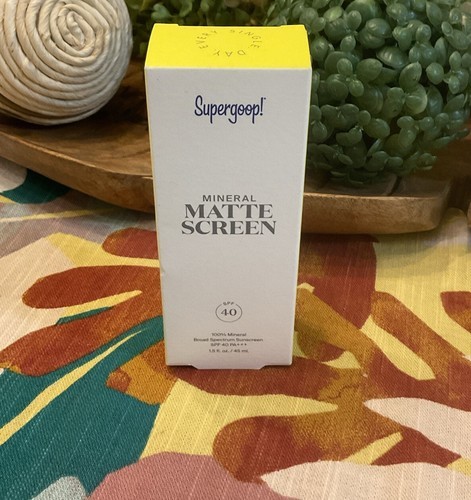 EVERY SINGLE DAY
Supergoop!
MINERAL
MATTE
SCREEN
SPF
40
100% Mineral
Broad Spectrum Sunscreen
SPF 40 PA+++
1.5 fl. oz. / 45 mL